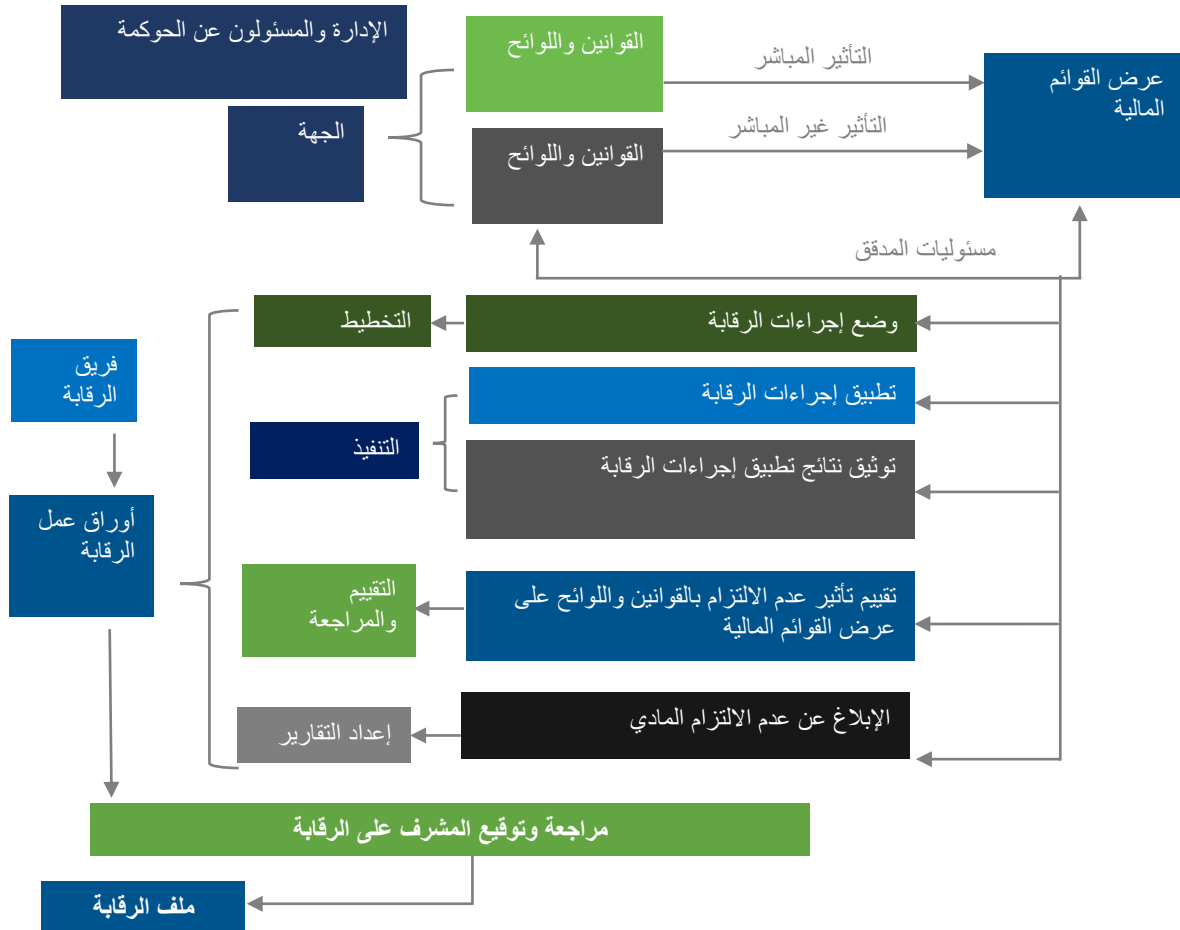 الإدارة والمسئولون عن الحوكمة
القوانين واللوائح
التأثير المباشر
عرض القوائم
المالية
الجهة
القوانين واللوائح
التأثير غير المباشر
مسئوليات المدقق
وضع إجراءات الرقابة
التخطيط
فريق
الرقابة
تطبيق إجراءات الرقابة
التنفيذ
توثيق نتائج تطبيق إجراءات الرقابة
أوراق عمل
الرقابة
تقييم تأثير عدم الالتزام بالقوانين واللوائح على
عرض القوائم المالية
التقييم
والمراجعة
الإبلاغ عن عدم الالتزام المادي
إعداد التقارير
مراجعة وتوقيع المشرف على الرقابة
ملف الرقابة